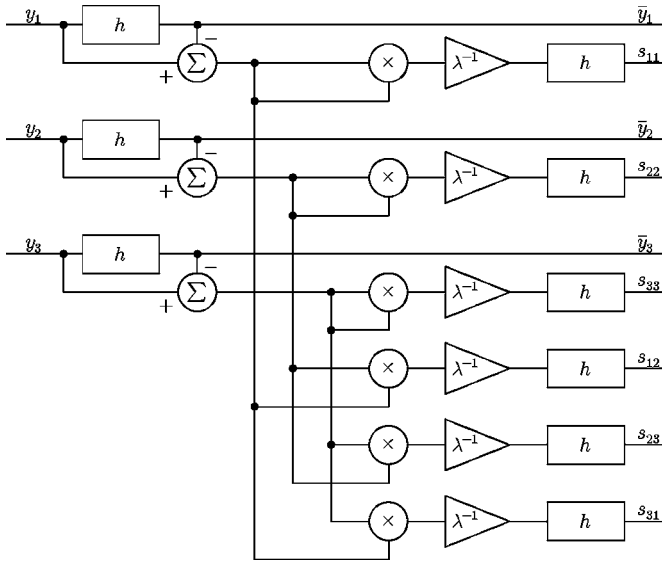 y₁ h − ȳ₁
+ Σ × λ⁻¹ h s₁₁
y₂ h − ȳ₂
+ Σ × λ⁻¹ h s₂₂
y₃ h − ȳ₃
+ Σ × λ⁻¹ h s₃₃
× λ⁻¹ h s₁₂
× λ⁻¹ h s₂₃
× λ⁻¹ h s₃₁